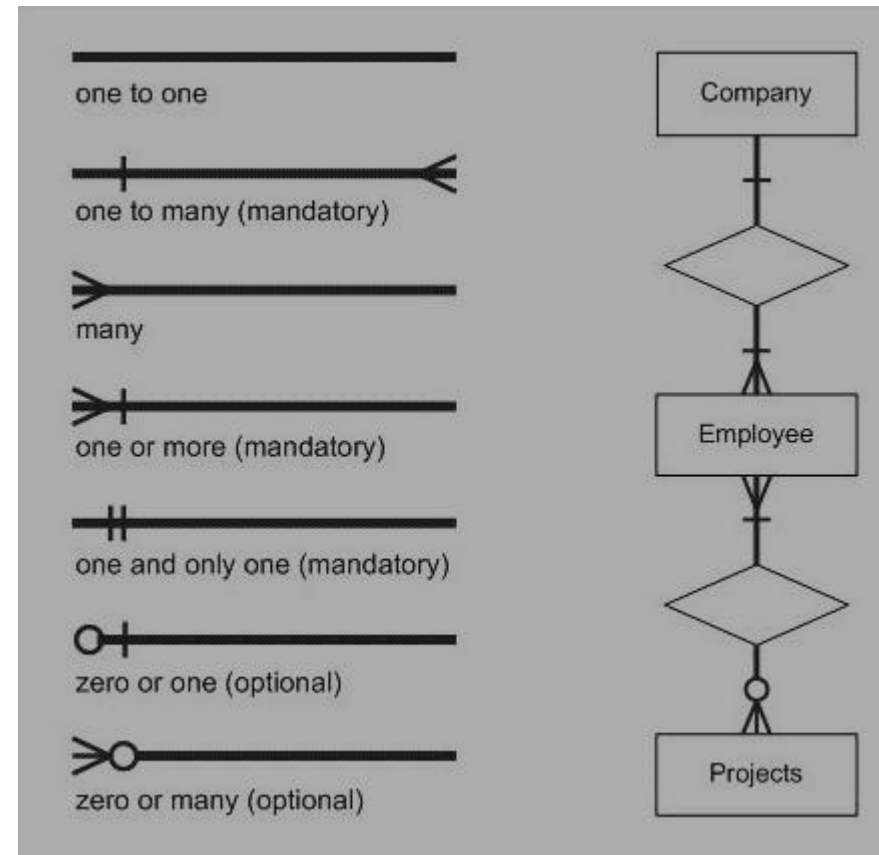 one to one
one to many (mandatory)
many
one or more (mandatory)
one and only one (mandatory)
zero or one (optional)
zero or many (optional)
Company
Employee
Projects